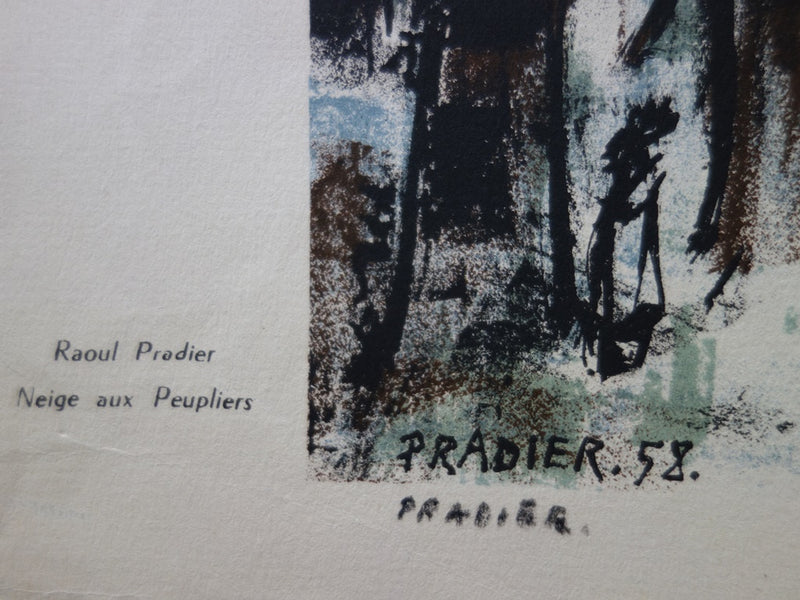 Raoul Pradier
Neige aux Peupliers
PRADIER. 58.
PRADIER.